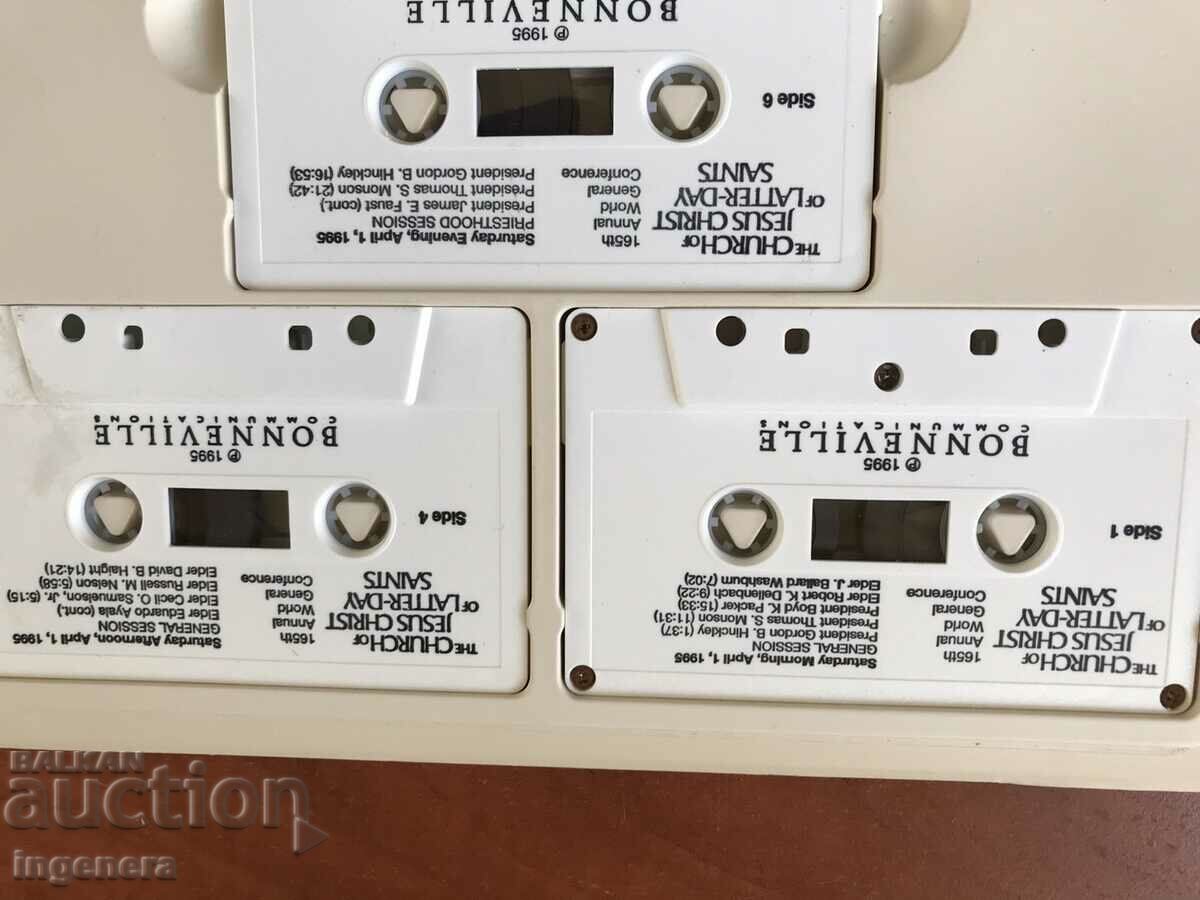 THE CHURCH OF
JESUS CHRIST
OF LATTER-DAY
SAINTS
165th
Annual
World
General
Conference
Saturday Evening, April 1, 1995
PRIESTHOOD SESSION
President James E. Faust (cont.)
President Thomas S. Monson (21:42)
President Gordon B. Hinckley (16:53)
Side 6
℗ 1995
BONNEVILLE
THE CHURCH OF
JESUS CHRIST
OF LATTER-DAY
SAINTS
165th
Annual
World
General
Conference
Saturday Afternoon, April 1, 1995
GENERAL SESSION
Elder Eduardo Ayala (cont.)
Elder Cecil O. Samuelson, Jr. (5:15)
Elder Russell M. Nelson (5:58)
Elder David B. Haight (14:21)
Side 4
℗ 1995
BONNEVILLE
COMMUNICATIONS
THE CHURCH OF
JESUS CHRIST
OF LATTER-DAY
SAINTS
165th
Annual
World
General
Conference
Saturday Morning, April 1, 1995
GENERAL SESSION
President Gordon B. Hinckley (1:37)
President Thomas S. Monson (11:31)
President Boyd K. Packer (15:33)
Elder Robert K. Dellenbach (9:22)
Elder J. Ballard Washburn (7:02)
Side 1
℗ 1995
BONNEVILLE
COMMUNICATIONS
BALKAN
auction
ingenera